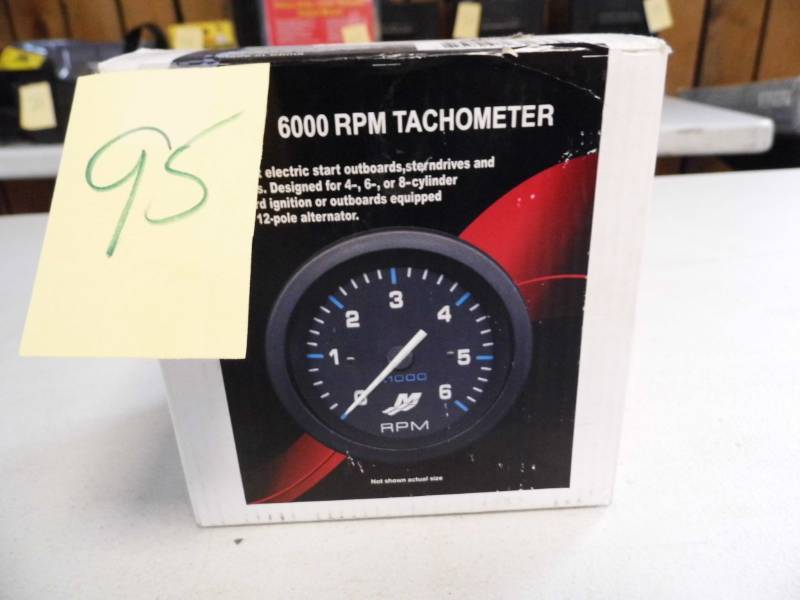 95
6000 RPM TACHOMETER
electric start outboards,sterndrives and
Designed for 4-, 6-, or 8-cylinder
ignition or outboards equipped
12-pole alternator.
0
1
2
3
4
5
6
x1000
RPM
Not shown actual size